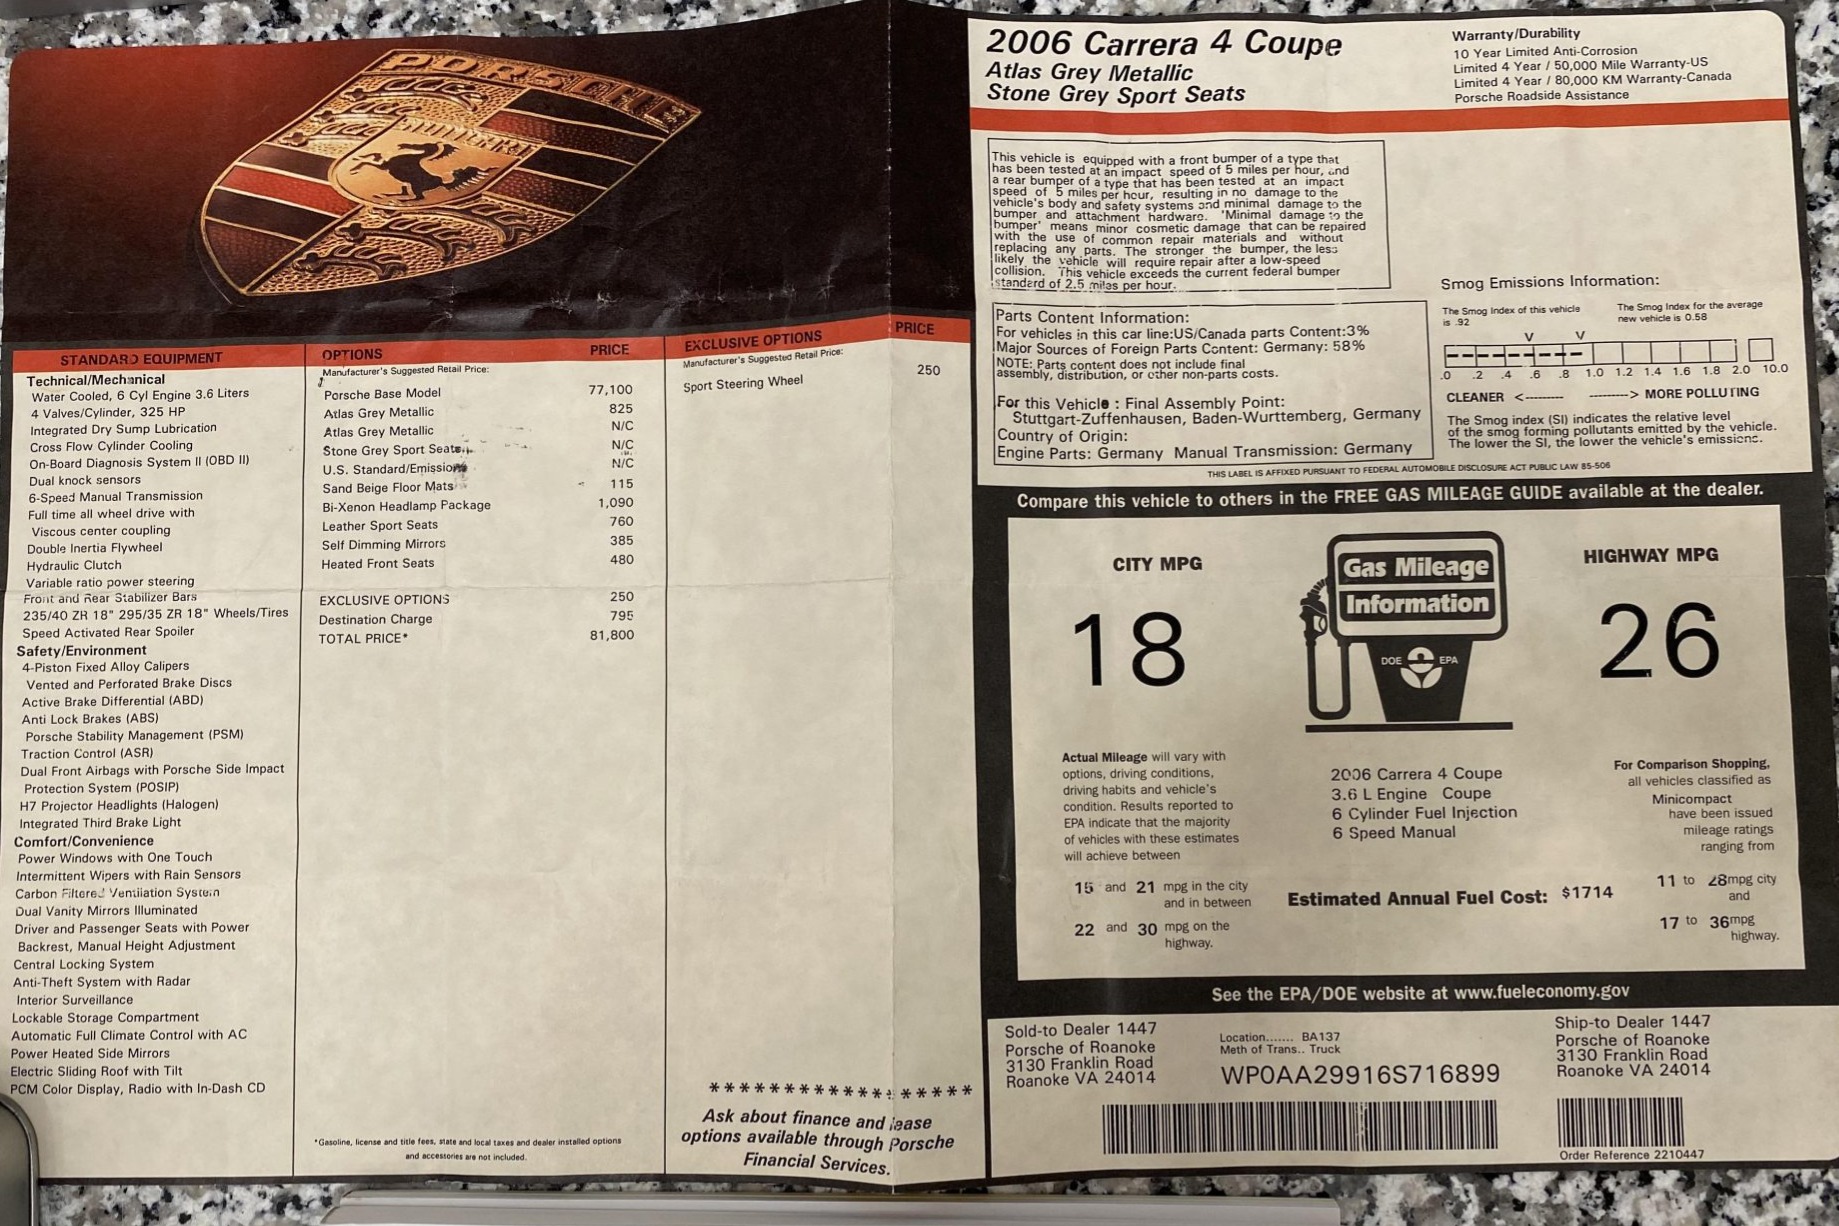 PORSCHE
STANDARD EQUIPMENT
Technical/Mechanical
Water Cooled, 6 Cyl Engine 3.6 Liters
4 Valves/Cylinder, 325 HP
Integrated Dry Sump Lubrication
Cross Flow Cylinder Cooling
On-Board Diagnosis System II (OBD II)
Dual knock sensors
6-Speed Manual Transmission
Full time all wheel drive with
Viscous center coupling
Double Inertia Flywheel
Hydraulic Clutch
Variable ratio power steering
Front and Rear Stabilizer Bars
235/40 ZR 18" 295/35 ZR 18" Wheels/Tires
Speed Activated Rear Spoiler
Safety/Environment
4-Piston Fixed Alloy Calipers
Vented and Perforated Brake Discs
Active Brake Differential (ABD)
Anti Lock Brakes (ABS)
Porsche Stability Management (PSM)
Traction Control (ASR)
Dual Front Airbags with Porsche Side Impact
Protection System (POSIP)
H7 Projector Headlights (Halogen)
Integrated Third Brake Light
Comfort/Convenience
Power Windows with One Touch
Intermittent Wipers with Rain Sensors
Carbon Filtered Ventilation System
Dual Vanity Mirrors Illuminated
Driver and Passenger Seats with Power
Backrest, Manual Height Adjustment
Central Locking System
Anti-Theft System with Radar
Interior Surveillance
Lockable Storage Compartment
Automatic Full Climate Control with AC
Power Heated Side Mirrors
Electric Sliding Roof with Tilt
PCM Color Display, Radio with In-Dash CD
OPTIONS PRICE
Manufacturer's Suggested Retail Price:
Porsche Base Model 77,100
Atlas Grey Metallic 825
Atlas Grey Metallic N/C
Stone Grey Sport Seats N/C
U.S. Standard/Emission N/C
Sand Beige Floor Mats 115
Bi-Xenon Headlamp Package 1,090
Leather Sport Seats 760
Self Dimming Mirrors 385
Heated Front Seats 480
EXCLUSIVE OPTIONS 250
Destination Charge 795
TOTAL PRICE* 81,800
*Gasoline, license and title fees, state and local taxes and dealer installed options
and accessories are not included.
EXCLUSIVE OPTIONS PRICE
Manufacturer's Suggested Retail Price:
Sport Steering Wheel 250
******************
Ask about finance and lease
options available through Porsche
Financial Services.
2006 Carrera 4 Coupe
Atlas Grey Metallic
Stone Grey Sport Seats
Warranty/Durability
10 Year Limited Anti-Corrosion
Limited 4 Year / 50,000 Mile Warranty-US
Limited 4 Year / 80,000 KM Warranty-Canada
Porsche Roadside Assistance
This vehicle is equipped with a front bumper of a type that
has been tested at an impact speed of 5 miles per hour, and
a rear bumper of a type that has been tested at an impact
speed of 5 miles per hour, resulting in no damage to the
vehicle's body and safety systems and minimal damage to the
bumper and attachment hardware. 'Minimal damage to the
bumper' means minor cosmetic damage that can be repaired
with the use of common repair materials and without
replacing any parts. The stronger the bumper, the less
likely the vehicle will require repair after a low-speed
collision. This vehicle exceeds the current federal bumper
standard of 2.5 miles per hour.
Parts Content Information:
For vehicles in this car line:US/Canada parts Content:3%
Major Sources of Foreign Parts Content: Germany: 58%
NOTE: Parts content does not include final
assembly, distribution, or other non-parts costs.
For this Vehicle : Final Assembly Point:
Stuttgart-Zuffenhausen, Baden-Wurttemberg, Germany
Country of Origin:
Engine Parts: Germany Manual Transmission: Germany
Smog Emissions Information:
The Smog Index of this vehicle
is .92
The Smog Index for the average
new vehicle is 0.58
V V
.0 .2 .4 .6 .8 1.0 1.2 1.4 1.6 1.8 2.0 10.0
CLEANER <--------- ---------> MORE POLLUTING
The Smog index (SI) indicates the relative level
of the smog forming pollutants emitted by the vehicle.
The lower the SI, the lower the vehicle's emissions.
THIS LABEL IS AFFIXED PURSUANT TO FEDERAL AUTOMOBILE DISCLOSURE ACT PUBLIC LAW 85-506
Compare this vehicle to others in the FREE GAS MILEAGE GUIDE available at the dealer.
CITY MPG
18
Gas Mileage
Information
DOE EPA
HIGHWAY MPG
26
Actual Mileage will vary with
options, driving conditions,
driving habits and vehicle's
condition. Results reported to
EPA indicate that the majority
of vehicles with these estimates
will achieve between
15 and 21 mpg in the city
and in between
22 and 30 mpg on the
highway.
2006 Carrera 4 Coupe
3.6 L Engine Coupe
6 Cylinder Fuel Injection
6 Speed Manual
Estimated Annual Fuel Cost: $1714
For Comparison Shopping,
all vehicles classified as
Minicompact
have been issued
mileage ratings
ranging from
11 to 28mpg city
and
17 to 36mpg
highway.
See the EPA/DOE website at www.fueleconomy.gov
Sold-to Dealer 1447
Porsche of Roanoke
3130 Franklin Road
Roanoke VA 24014
Location....... BA137
Meth of Trans.. Truck
WP0AA29916S716899
Ship-to Dealer 1447
Porsche of Roanoke
3130 Franklin Road
Roanoke VA 24014
Order Reference 2210447